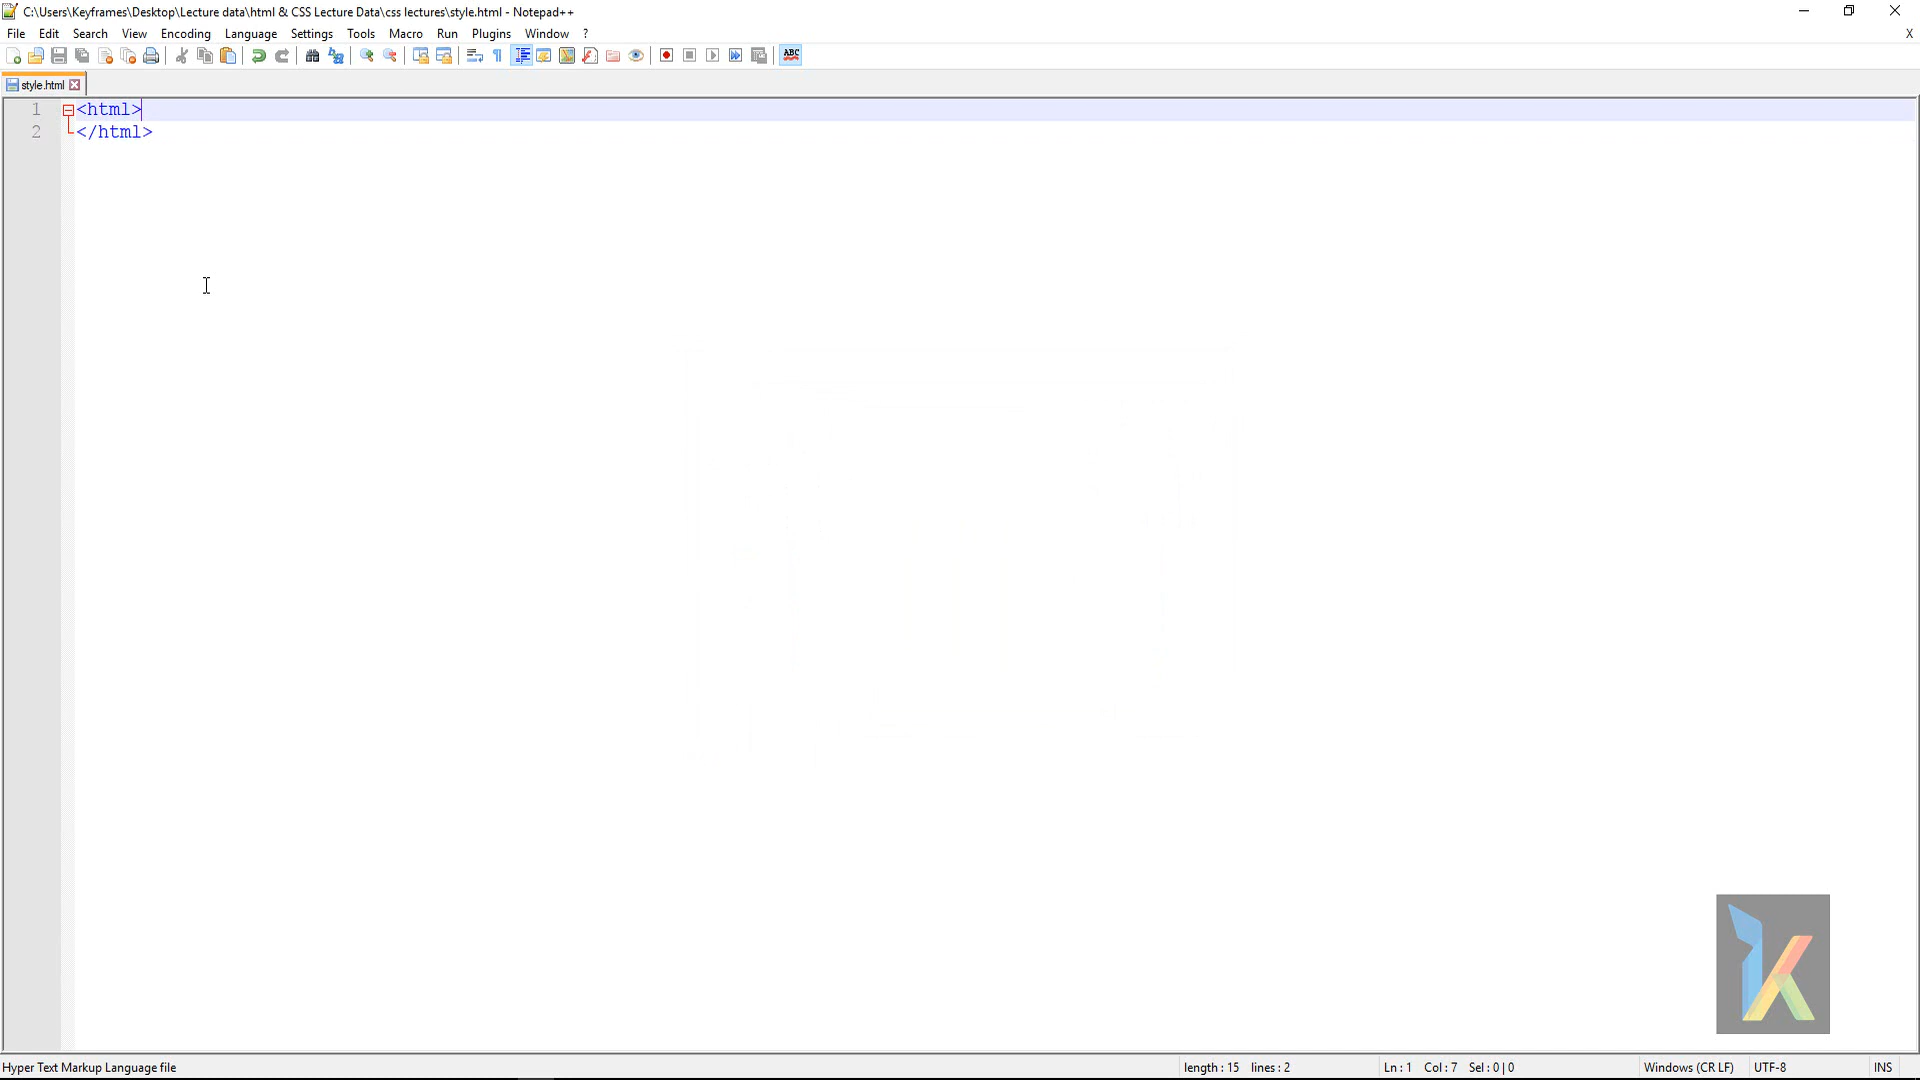 C:\Users\Keyframes\Desktop\Lecture data\html & CSS Lecture Data\css lectures\style.html - Notepad++
File Edit Search View Encoding Language Settings Tools Macro Run Plugins Window ? X
ABC
style.html
1 <html>
2 </html>
Hyper Text Markup Language file length : 15 lines : 2 Ln : 1 Col : 7 Sel : 0 | 0 Windows (CR LF) UTF-8 INS